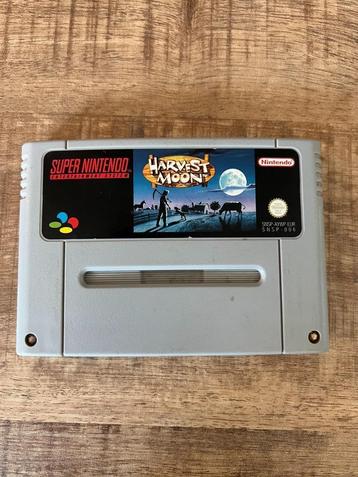 SUPER NINTENDO
ENTERTAINMENT SYSTEM
HARVEST
MOON
Nintendo
SNSP-AYWP-EUR
SNSP-006